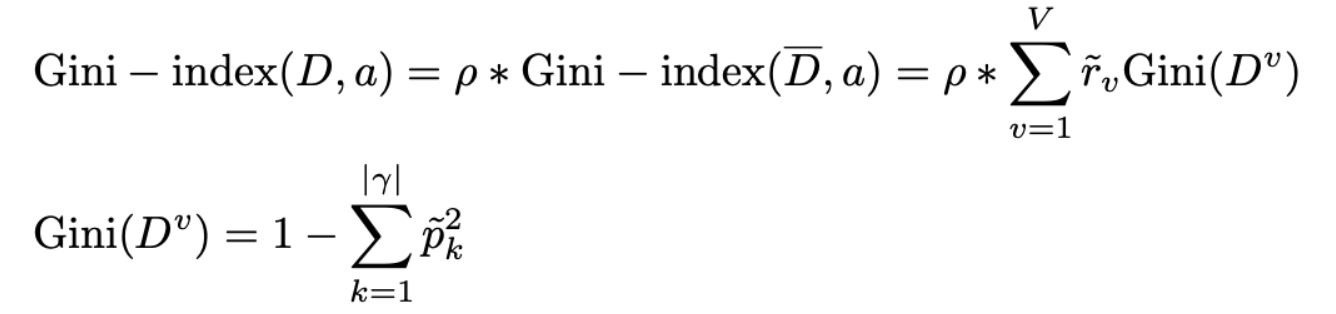 Gini − index(D, a) = ρ ∗ Gini − index(D̅, a) = ρ ∗ ∑_{v=1}^{V} r̃_v Gini(D^v)
Gini(D^v) = 1 − ∑_{k=1}^{|γ|} p̃_k^2